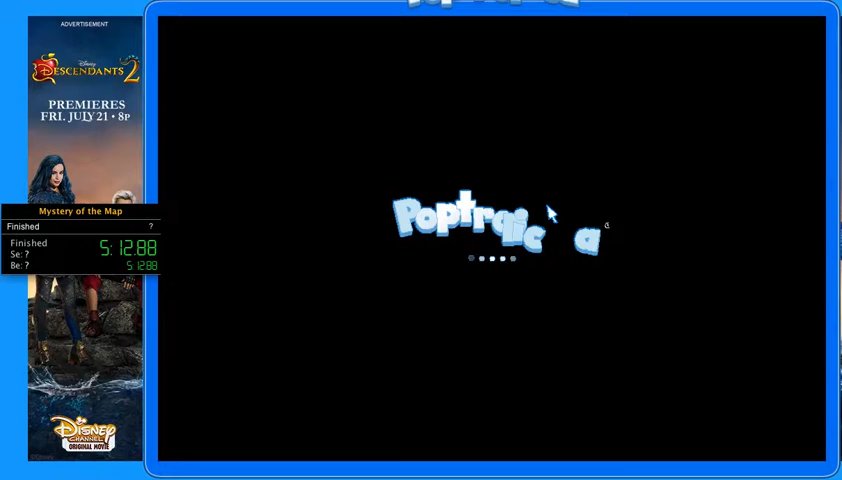 ADVERTISEMENT
Disney
DESCENDANTS 2
PREMIERES
FRI. JULY 21 • 8P
Mystery of the Map
Finished ?
Finished 5:12.88
Se: ?
Be: ? 5:12.88
Disney
CHANNEL
ORIGINAL MOVIE